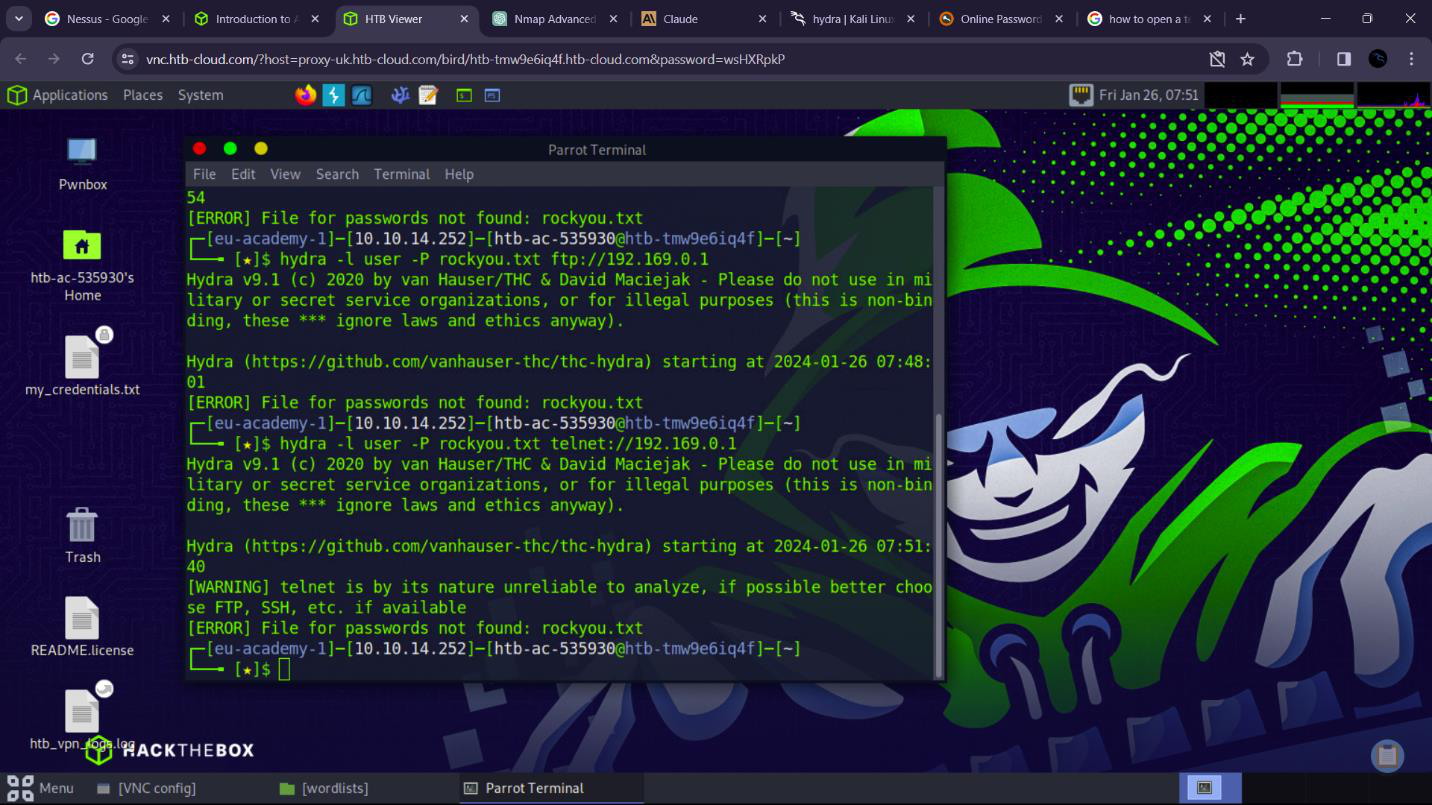 Nessus - Google
Introduction to A
HTB Viewer
Nmap Advanced
Claude
hydra | Kali Linu
Online Password
how to open a ta
vnc.htb-cloud.com/?host=proxy-uk.htb-cloud.com/bird/htb-tmw9e6iq4f.htb-cloud.com&password=wsHXRpkP
Applications Places System
Fri Jan 26, 07:51
Pwnbox
htb-ac-535930's
Home
my_credentials.txt
Trash
README.license
htb_vpn_logs.log
HACKTHEBOX
Parrot Terminal
File Edit View Search Terminal Help
54
[ERROR] File for passwords not found: rockyou.txt
┌─[eu-academy-1]─[10.10.14.252]─[htb-ac-535930@htb-tmw9e6iq4f]─[~]
└──╼ [★]$ hydra -l user -P rockyou.txt ftp://192.169.0.1
Hydra v9.1 (c) 2020 by van Hauser/THC & David Maciejak - Please do not use in mi
litary or secret service organizations, or for illegal purposes (this is non-bin
ding, these *** ignore laws and ethics anyway).
Hydra (https://github.com/vanhauser-thc/thc-hydra) starting at 2024-01-26 07:48:
01
[ERROR] File for passwords not found: rockyou.txt
┌─[eu-academy-1]─[10.10.14.252]─[htb-ac-535930@htb-tmw9e6iq4f]─[~]
└──╼ [★]$ hydra -l user -P rockyou.txt telnet://192.169.0.1
Hydra v9.1 (c) 2020 by van Hauser/THC & David Maciejak - Please do not use in mi
litary or secret service organizations, or for illegal purposes (this is non-bin
ding, these *** ignore laws and ethics anyway).
Hydra (https://github.com/vanhauser-thc/thc-hydra) starting at 2024-01-26 07:51:
40
[WARNING] telnet is by its nature unreliable to analyze, if possible better choo
se FTP, SSH, etc. if available
[ERROR] File for passwords not found: rockyou.txt
┌─[eu-academy-1]─[10.10.14.252]─[htb-ac-535930@htb-tmw9e6iq4f]─[~]
└──╼ [★]$
Menu
[VNC config]
[wordlists]
Parrot Terminal